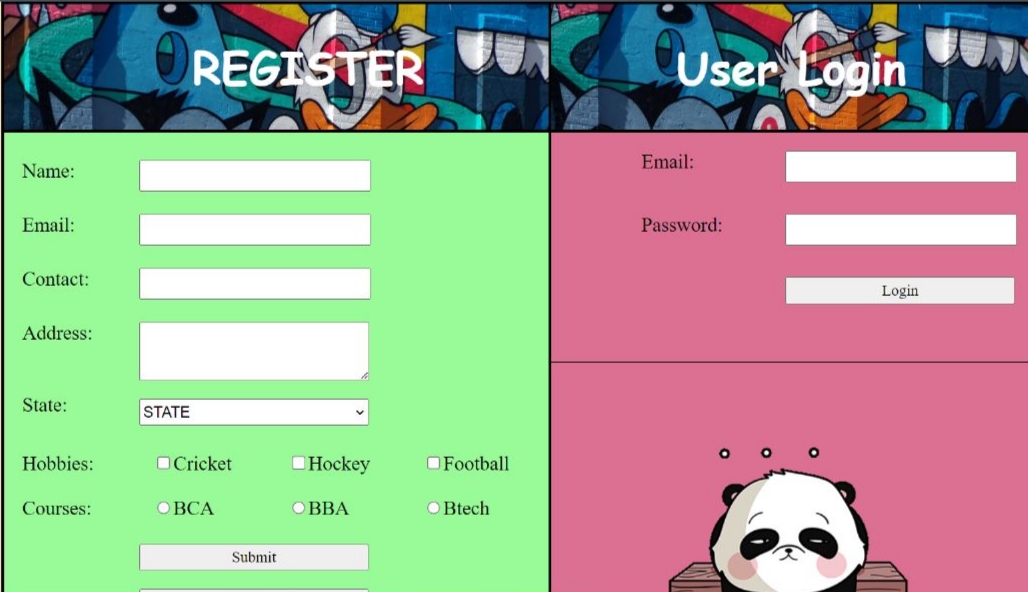 REGISTER
Name:
Email:
Contact:
Address:
State:
STATE
Hobbies:
Cricket
Hockey
Football
Courses:
BCA
BBA
Btech
Submit
User Login
Email:
Password:
Login